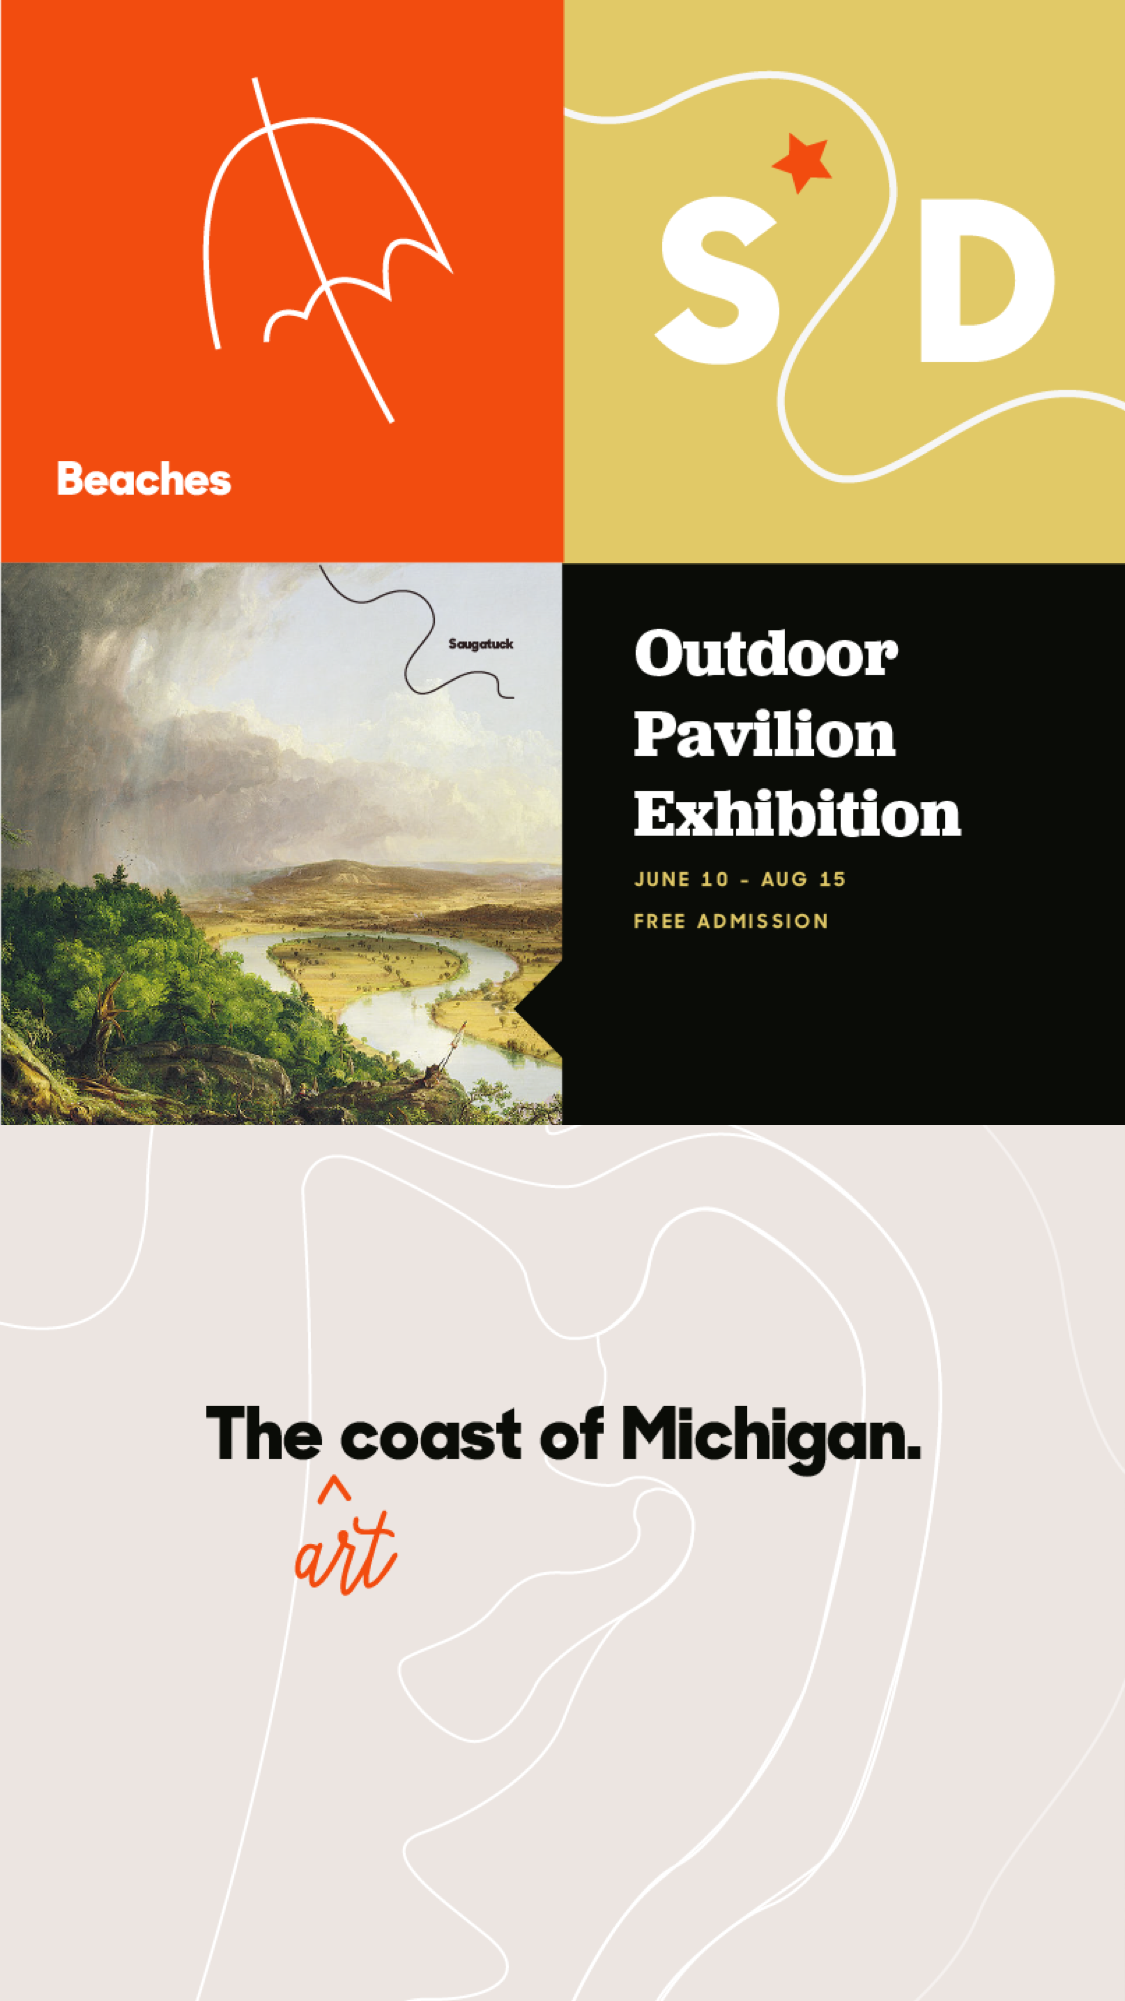 Beaches
S D
Saugatuck
Outdoor
Pavilion
Exhibition
JUNE 10 - AUG 15
FREE ADMISSION
The coast of Michigan.
^
art